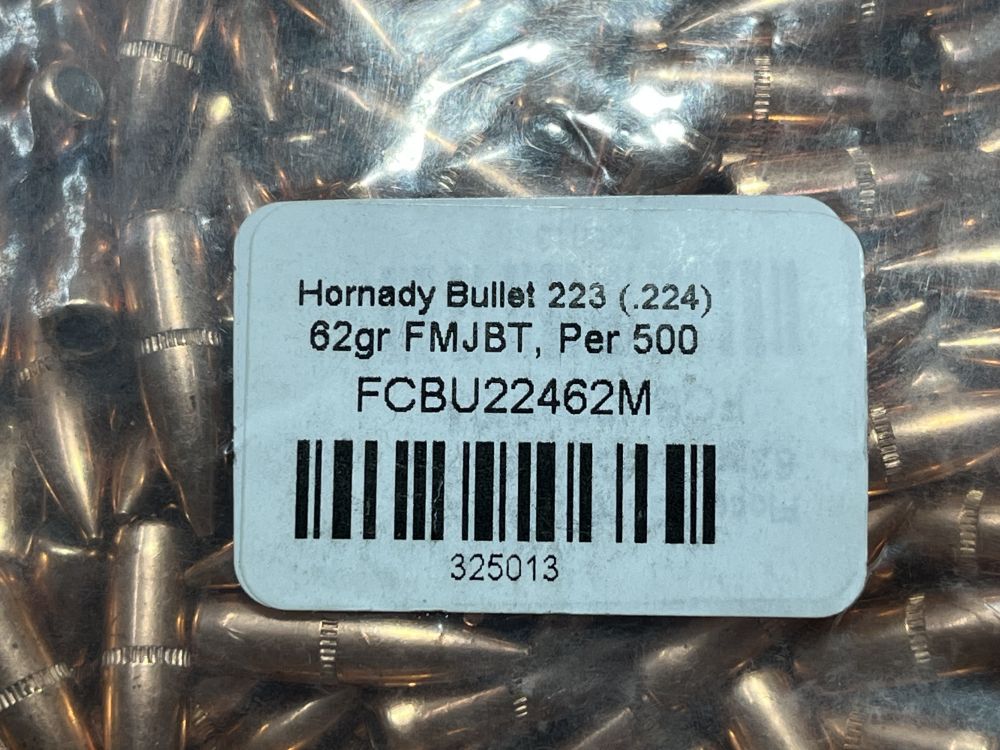 Hornady Bullet 223 (.224)
62gr FMJBT, Per 500
FCBU22462M
325013